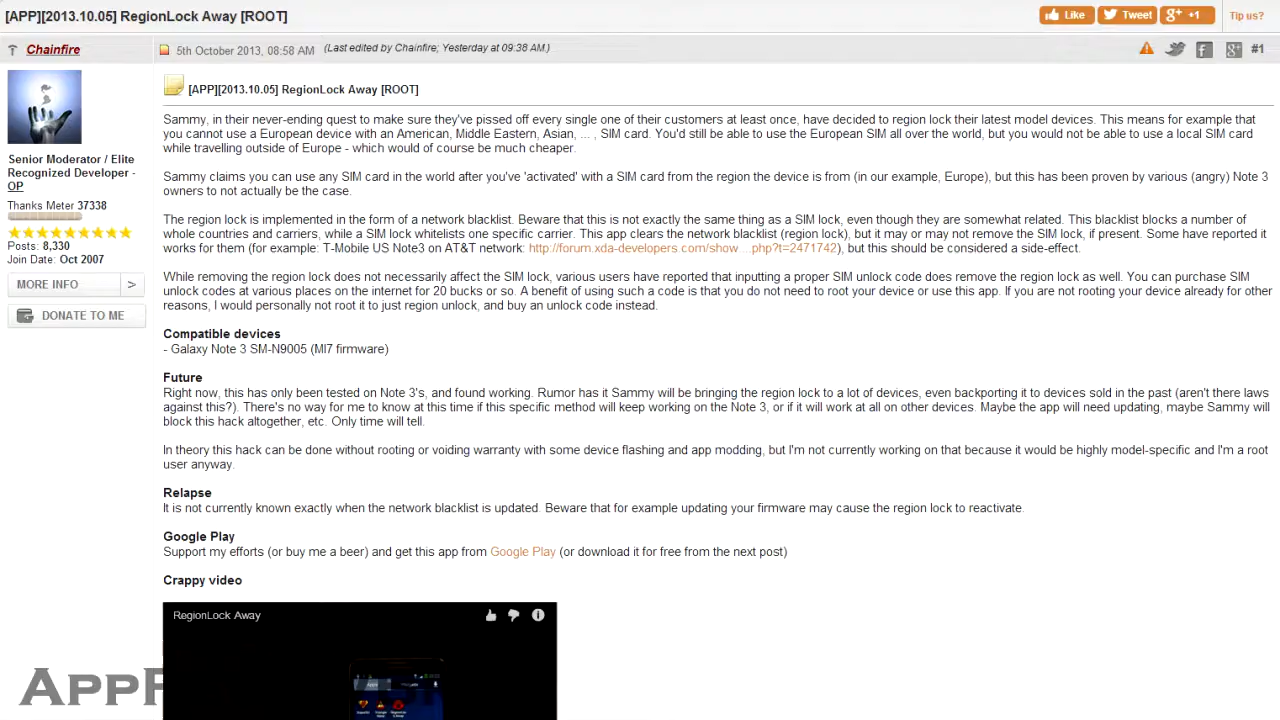 [APP][2013.10.05] RegionLock Away [ROOT]
Like
Tweet
+1
Tip us?
Chainfire
5th October 2013, 08:58 AM (Last edited by Chainfire; Yesterday at 09:38 AM.)
#1
[APP][2013.10.05] RegionLock Away [ROOT]
Senior Moderator / Elite
Recognized Developer -
OP
Thanks Meter 37338
Posts: 8,330
Join Date: Oct 2007
MORE INFO >
DONATE TO ME
Sammy, in their never-ending quest to make sure they've pissed off every single one of their customers at least once, have decided to region lock their latest model devices. This means for example that
you cannot use a European device with an American, Middle Eastern, Asian, ... , SIM card. You'd still be able to use the European SIM all over the world, but you would not be able to use a local SIM card
while travelling outside of Europe - which would of course be much cheaper.
Sammy claims you can use any SIM card in the world after you've 'activated' with a SIM card from the region the device is from (in our example, Europe), but this has been proven by various (angry) Note 3
owners to not actually be the case.
The region lock is implemented in the form of a network blacklist. Beware that this is not exactly the same thing as a SIM lock, even though they are somewhat related. This blacklist blocks a number of
whole countries and carriers, while a SIM lock whitelists one specific carrier. This app clears the network blacklist (region lock), but it may or may not remove the SIM lock, if present. Some have reported it
works for them (for example: T-Mobile US Note3 on AT&T network: http://forum.xda-developers.com/show....php?t=2471742), but this should be considered a side-effect.
While removing the region lock does not necessarily affect the SIM lock, various users have reported that inputting a proper SIM unlock code does remove the region lock as well. You can purchase SIM
unlock codes at various places on the internet for 20 bucks or so. A benefit of using such a code is that you do not need to root your device or use this app. If you are not rooting your device already for other
reasons, I would personally not root it to just region unlock, and buy an unlock code instead.
Compatible devices
- Galaxy Note 3 SM-N9005 (MI7 firmware)
Future
Right now, this has only been tested on Note 3's, and found working. Rumor has it Sammy will be bringing the region lock to a lot of devices, even backporting it to devices sold in the past (aren't there laws
against this?). There's no way for me to know at this time if this specific method will keep working on the Note 3, or if it will work at all on other devices. Maybe the app will need updating, maybe Sammy will
block this hack altogether, etc. Only time will tell.
In theory this hack can be done without rooting or voiding warranty with some device flashing and app modding, but I'm not currently working on that because it would be highly model-specific and I'm a root
user anyway.
Relapse
It is not currently known exactly when the network blacklist is updated. Beware that for example updating your firmware may cause the region lock to reactivate.
Google Play
Support my efforts (or buy me a beer) and get this app from Google Play (or download it for free from the next post)
Crappy video
RegionLock Away
APPF